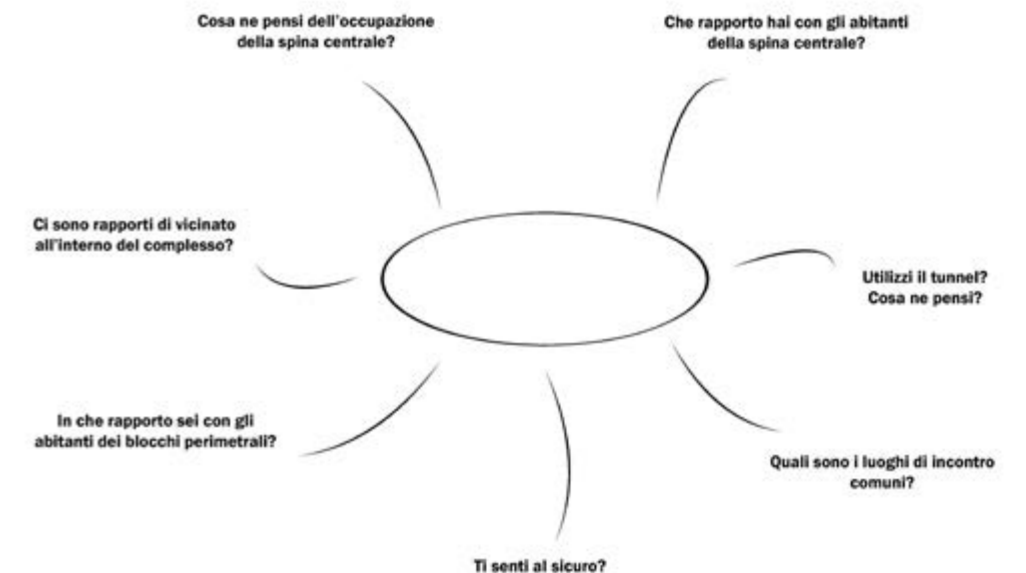 Cosa ne pensi dell'occupazione
della spina centrale?
Che rapporto hai con gli abitanti
della spina centrale?
Ci sono rapporti di vicinato
all'interno del complesso?
Utilizzi il tunnel?
Cosa ne pensi?
In che rapporto sei con gli
abitanti dei blocchi perimetrali?
Quali sono i luoghi di incontro
comuni?
Ti senti al sicuro?